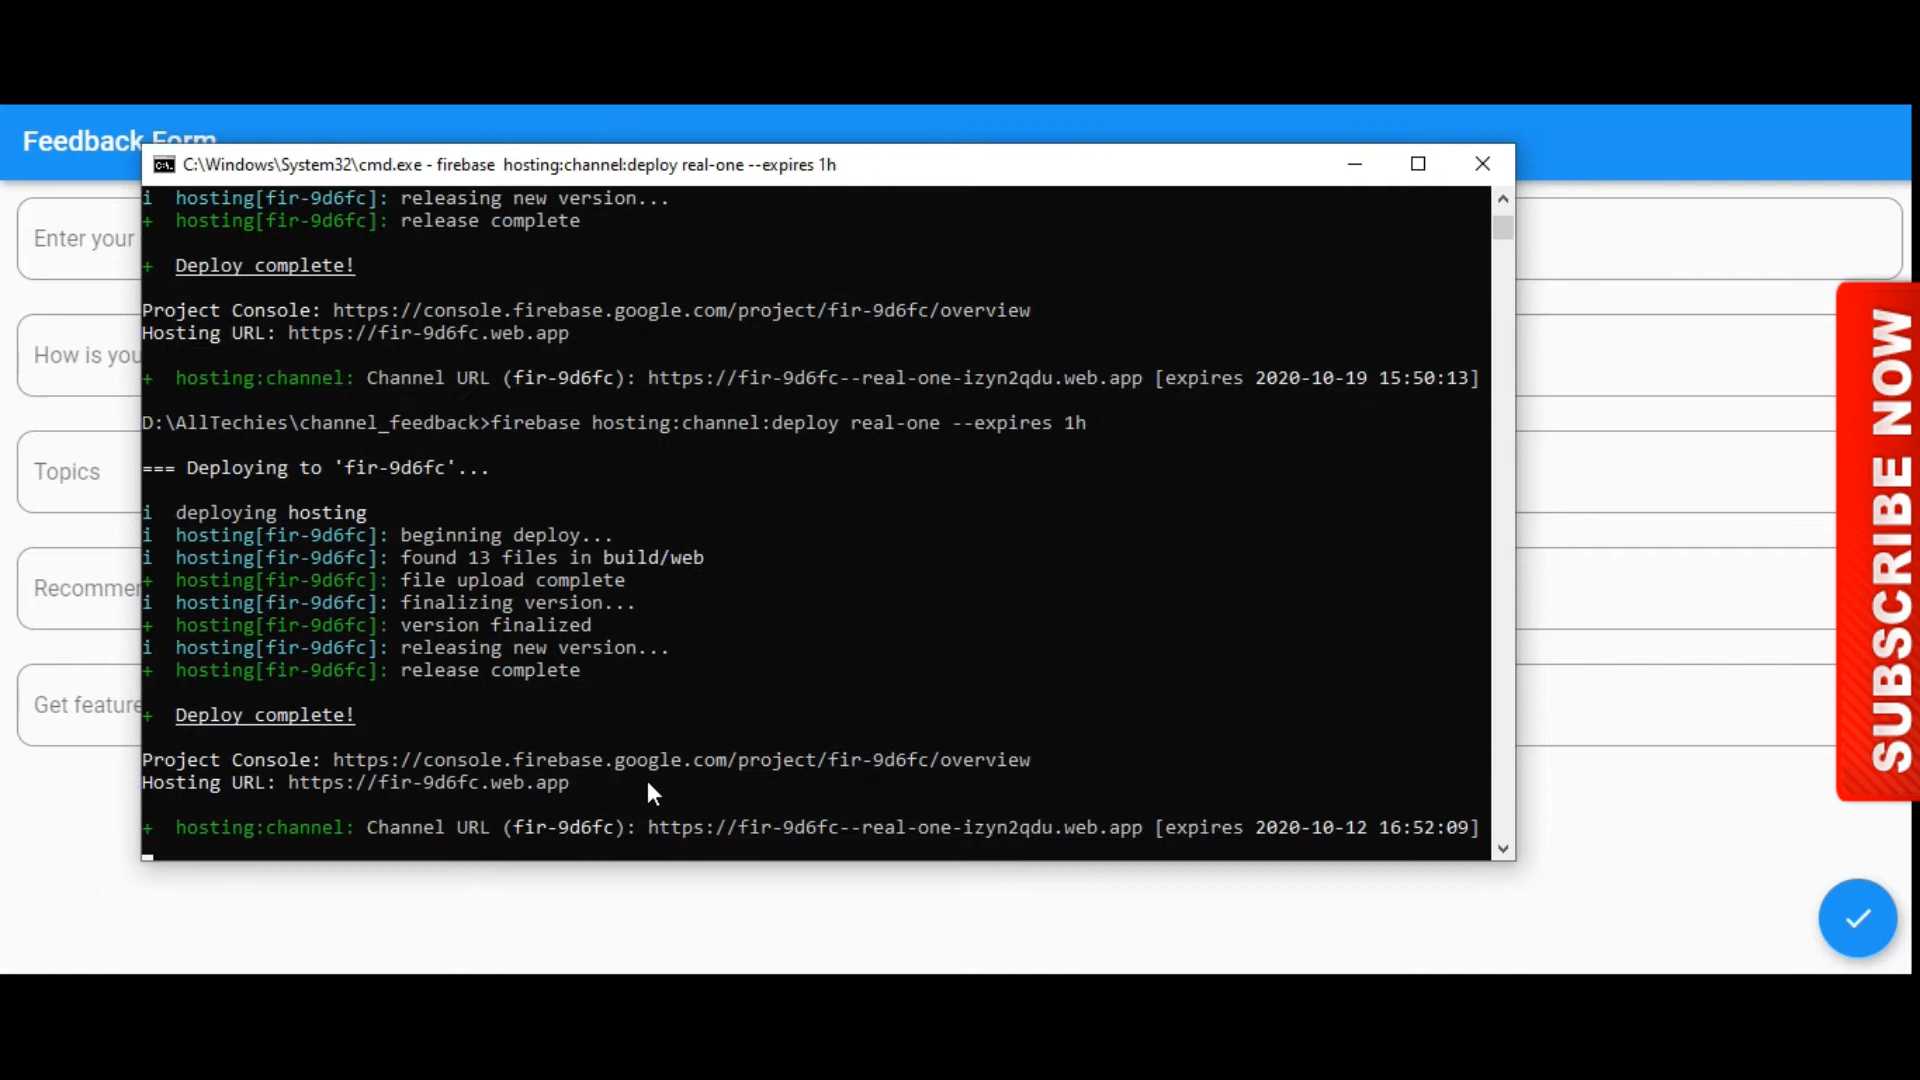 Feedback Form
C:\Windows\System32\cmd.exe - firebase  hosting:channel:deploy real-one --expires 1h
i  hosting[fir-9d6fc]: releasing new version...
+  hosting[fir-9d6fc]: release complete
+  Deploy complete!
Project Console: https://console.firebase.google.com/project/fir-9d6fc/overview
Hosting URL: https://fir-9d6fc.web.app
+  hosting:channel: Channel URL (fir-9d6fc): https://fir-9d6fc--real-one-izyn2qdu.web.app [expires 2020-10-19 15:50:13]
D:\AllTechies\channel_feedback>firebase hosting:channel:deploy real-one --expires 1h
=== Deploying to 'fir-9d6fc'...
i  deploying hosting
i  hosting[fir-9d6fc]: beginning deploy...
i  hosting[fir-9d6fc]: found 13 files in build/web
+  hosting[fir-9d6fc]: file upload complete
i  hosting[fir-9d6fc]: finalizing version...
+  hosting[fir-9d6fc]: version finalized
i  hosting[fir-9d6fc]: releasing new version...
+  hosting[fir-9d6fc]: release complete
+  Deploy complete!
Project Console: https://console.firebase.google.com/project/fir-9d6fc/overview
Hosting URL: https://fir-9d6fc.web.app
+  hosting:channel: Channel URL (fir-9d6fc): https://fir-9d6fc--real-one-izyn2qdu.web.app [expires 2020-10-12 16:52:09]
Enter your
How is you
Topics
Recommen
Get feature
SUBSCRIBE NOW